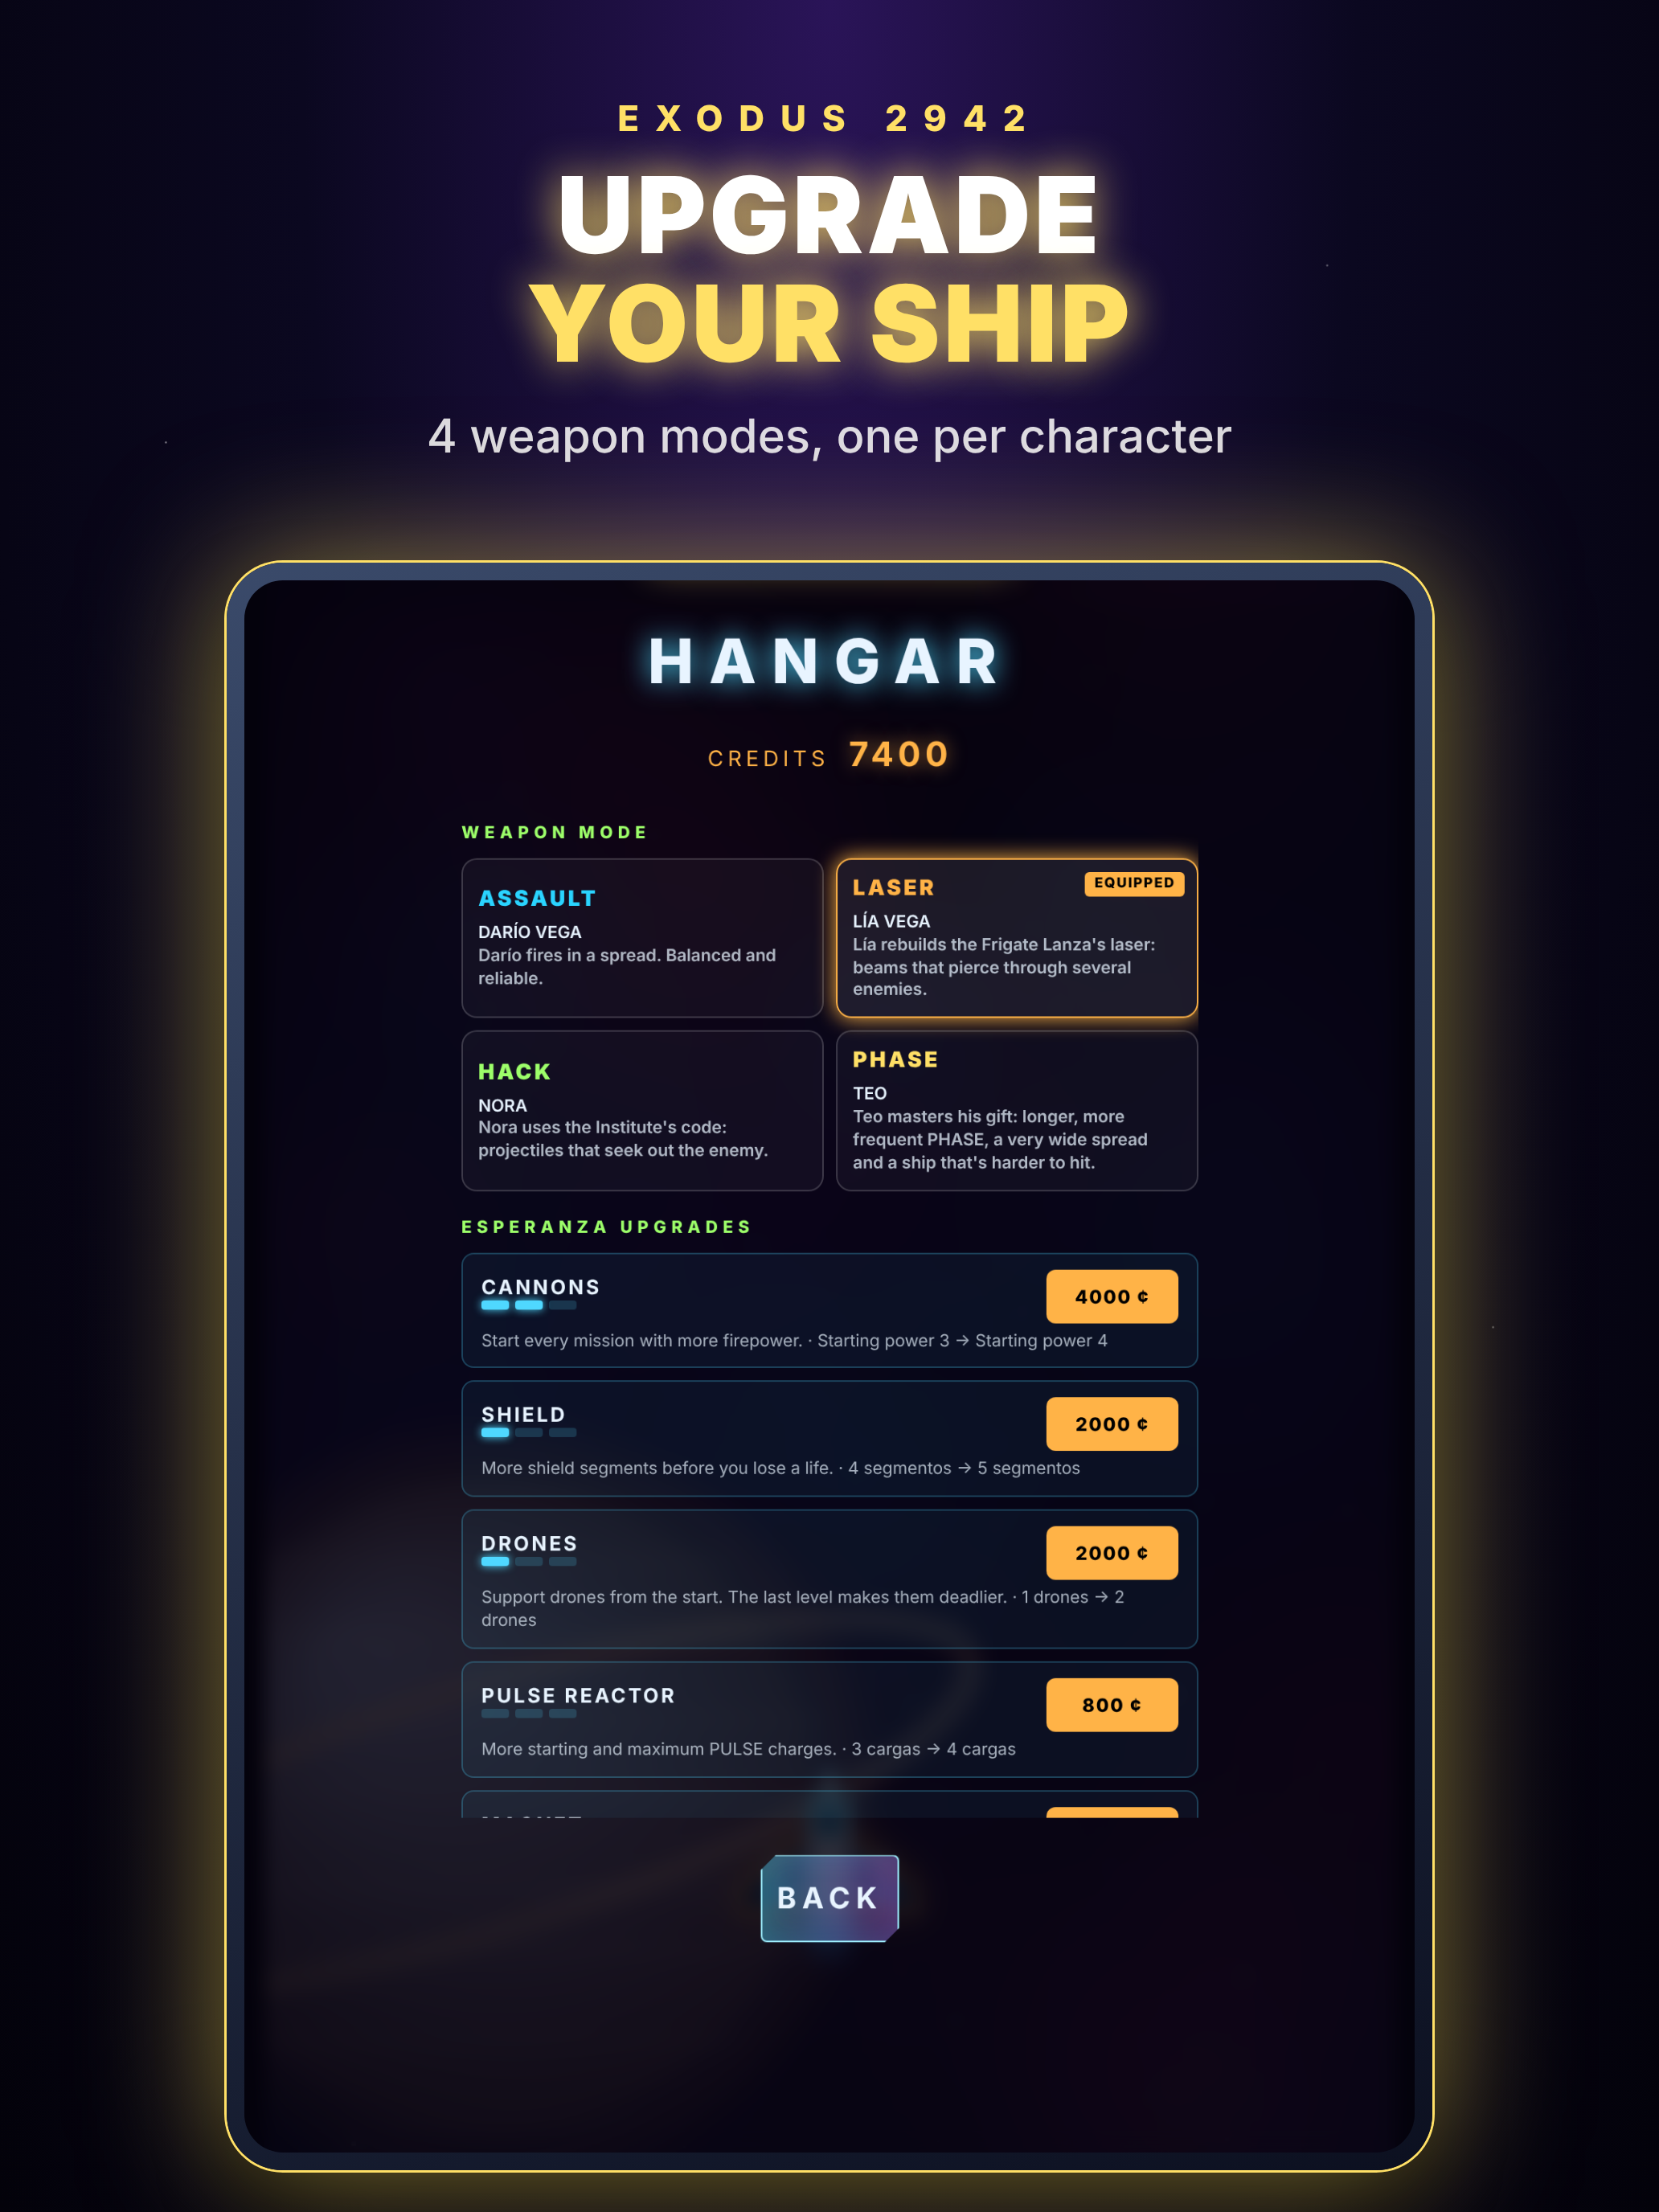 EXODUS 2942
UPGRADE
YOUR SHIP
4 weapon modes, one per character
HANGAR
CREDITS 7400
WEAPON MODE
ASSAULT
DARÍO VEGA
Darío fires in a spread. Balanced and
reliable.
LASER
EQUIPPED
LÍA VEGA
Lía rebuilds the Frigate Lanza's laser:
beams that pierce through several
enemies.
HACK
NORA
Nora uses the Institute's code:
projectiles that seek out the enemy.
PHASE
TEO
Teo masters his gift: longer, more
frequent PHASE, a very wide spread
and a ship that's harder to hit.
ESPERANZA UPGRADES
CANNONS
4000 ¢
Start every mission with more firepower. · Starting power 3 → Starting power 4
SHIELD
2000 ¢
More shield segments before you lose a life. · 4 segmentos → 5 segmentos
DRONES
2000 ¢
Support drones from the start. The last level makes them deadlier. · 1 drones → 2
drones
PULSE REACTOR
800 ¢
More starting and maximum PULSE charges. · 3 cargas → 4 cargas
BACK